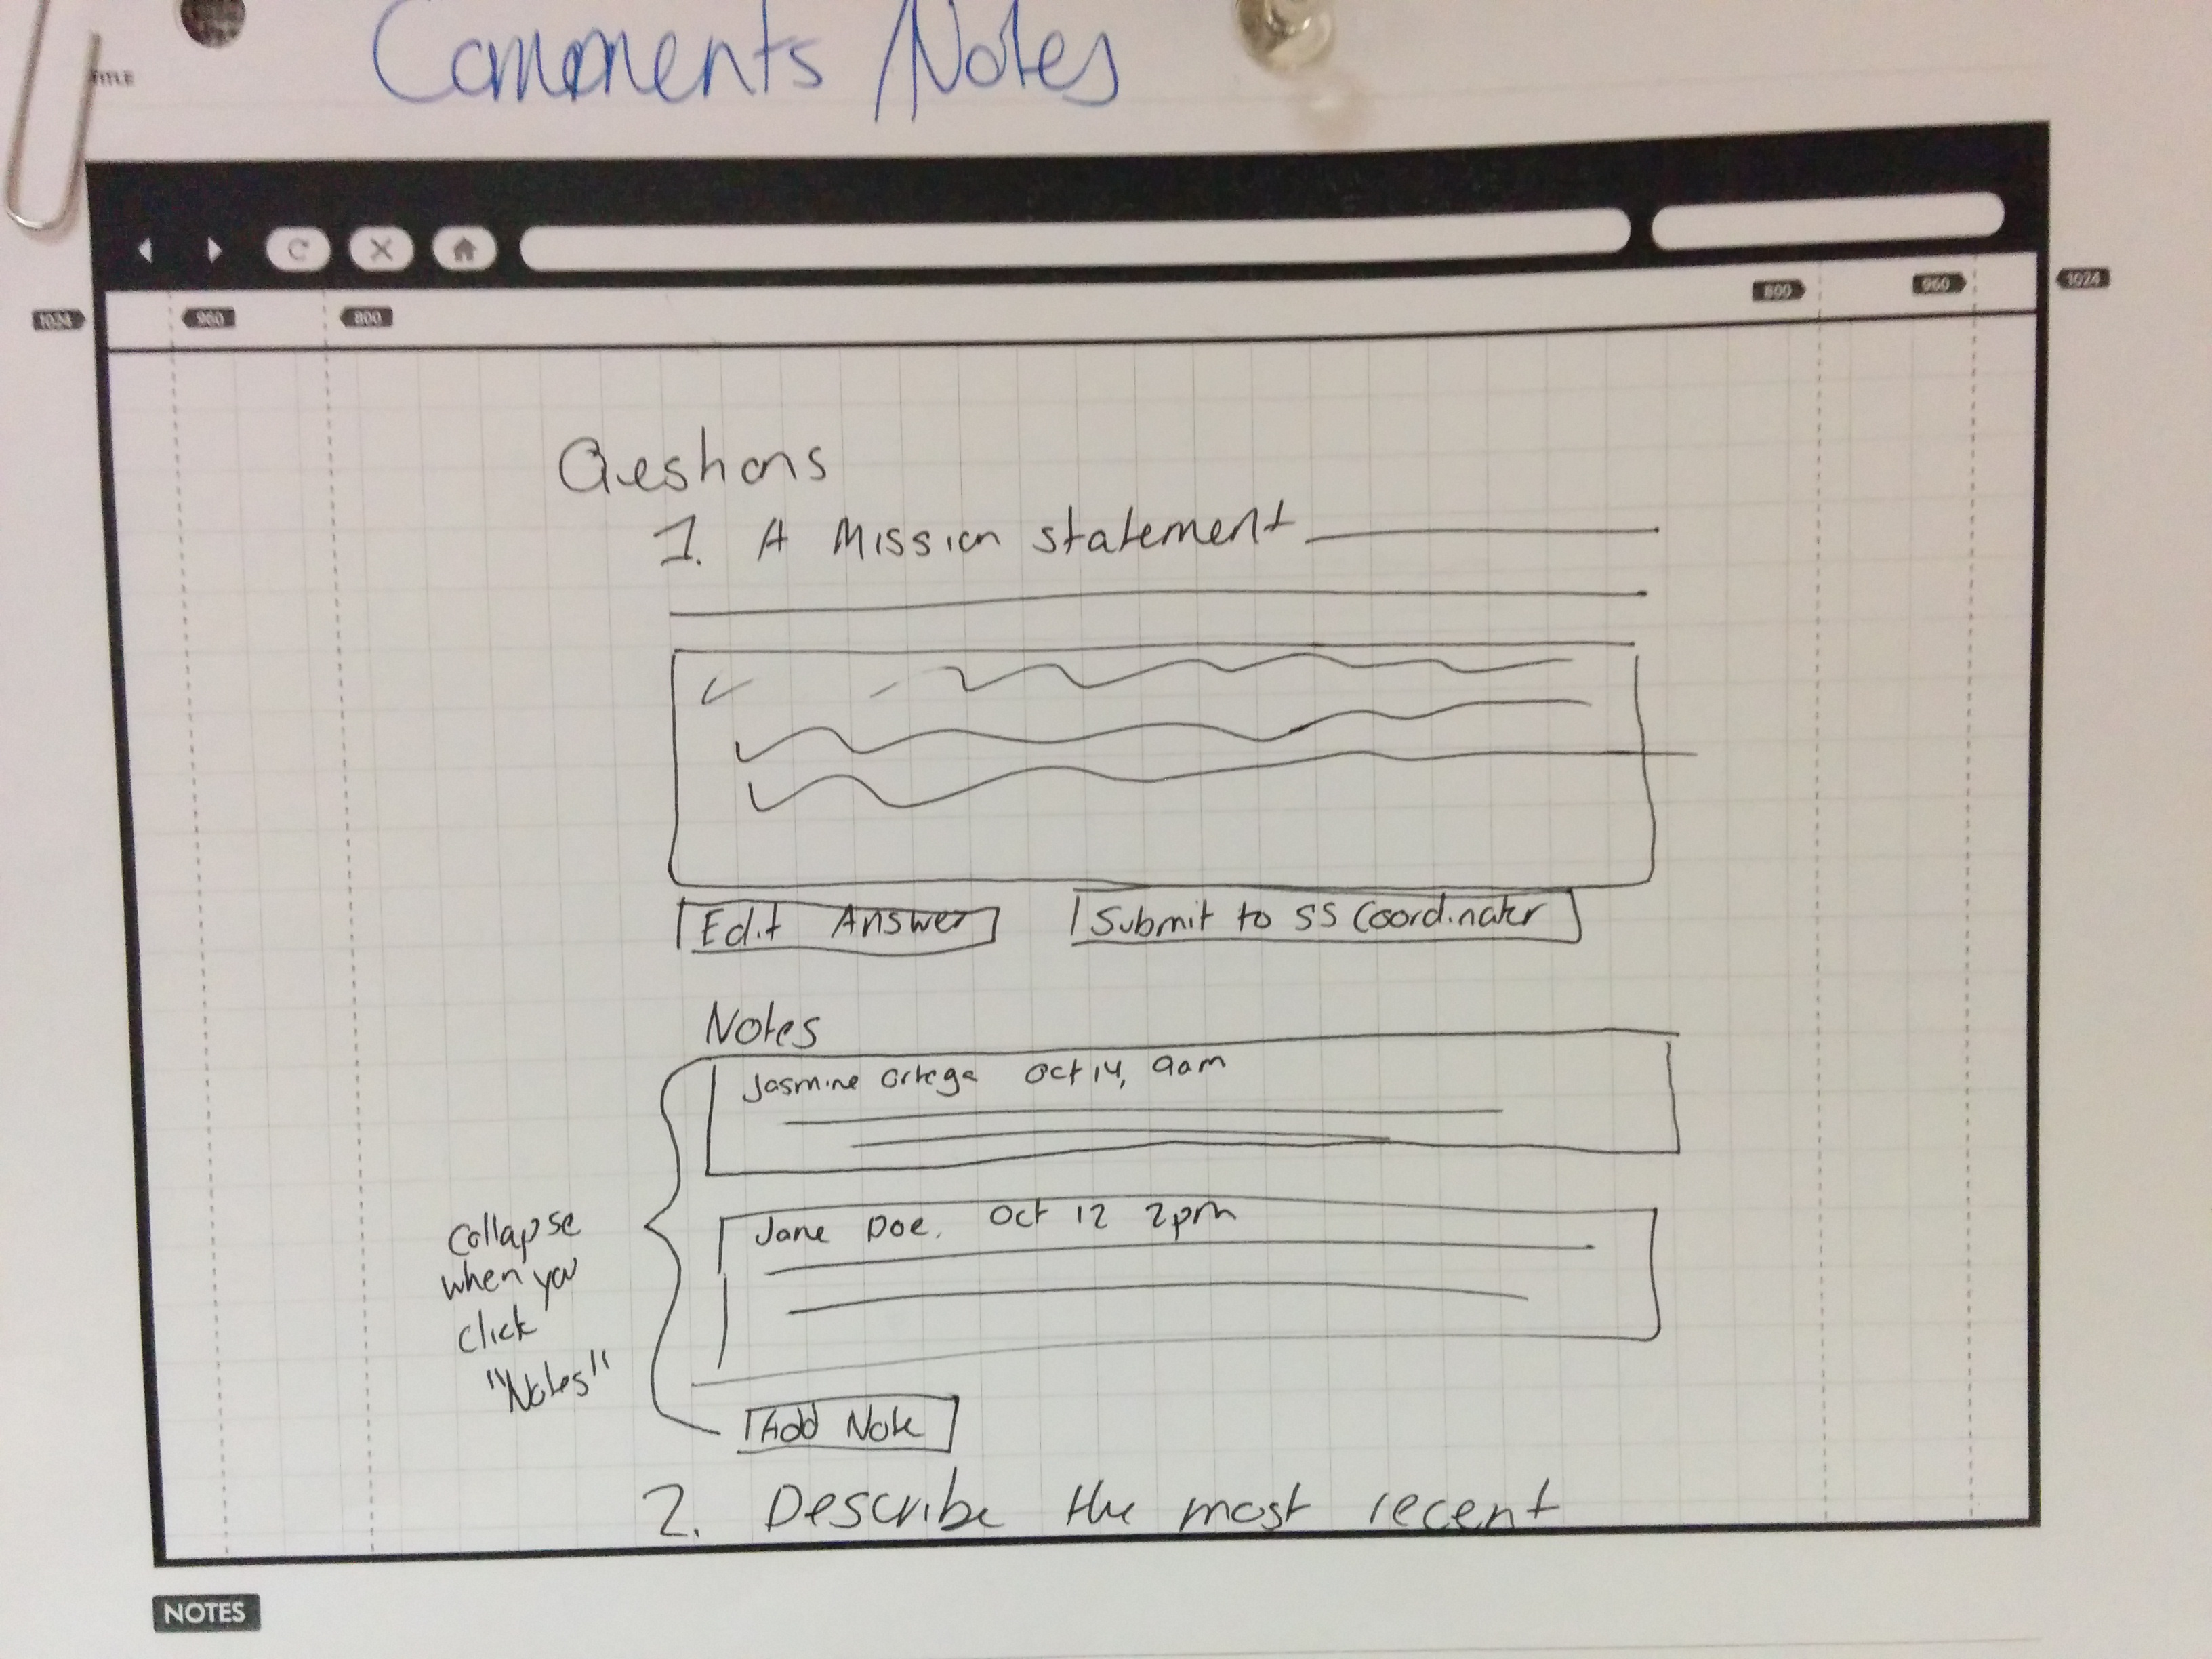 TITLE
Comments/Notes
1024 960 800 800 960 1024
Questions
1. A Mission statement
Edit Answer Submit to SS Coordinator
Notes
Jasmine Ortega Oct 14, 9am
Jane Doe. Oct 12 2pm
Collapse
when you
click
"Notes"
Add Note
2. Describe the most recent
NOTES